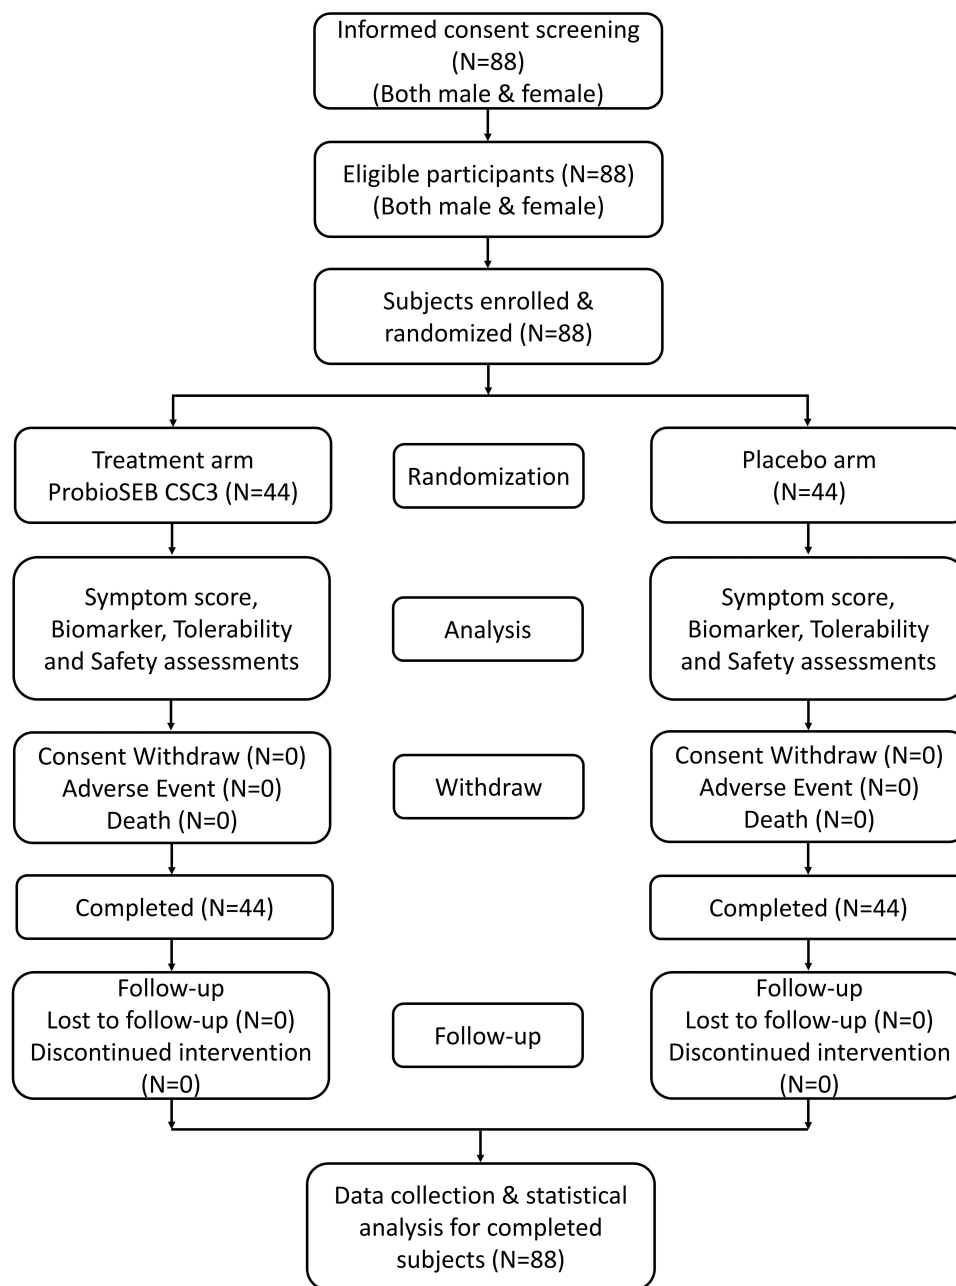 Informed consent screening
(N=88)
(Both male & female)
Eligible participants (N=88)
(Both male & female)
Subjects enrolled &
randomized (N=88)
Treatment arm
ProbioSEB CSC3 (N=44)
Randomization
Placebo arm
(N=44)
Symptom score,
Biomarker, Tolerability
and Safety assessments
Analysis
Symptom score,
Biomarker, Tolerability
and Safety assessments
Consent Withdraw (N=0)
Adverse Event (N=0)
Death (N=0)
Withdraw
Consent Withdraw (N=0)
Adverse Event (N=0)
Death (N=0)
Completed (N=44)
Completed (N=44)
Follow-up
Lost to follow-up (N=0)
Discontinued intervention
(N=0)
Follow-up
Follow-up
Lost to follow-up (N=0)
Discontinued intervention
(N=0)
Data collection & statistical
analysis for completed
subjects (N=88)